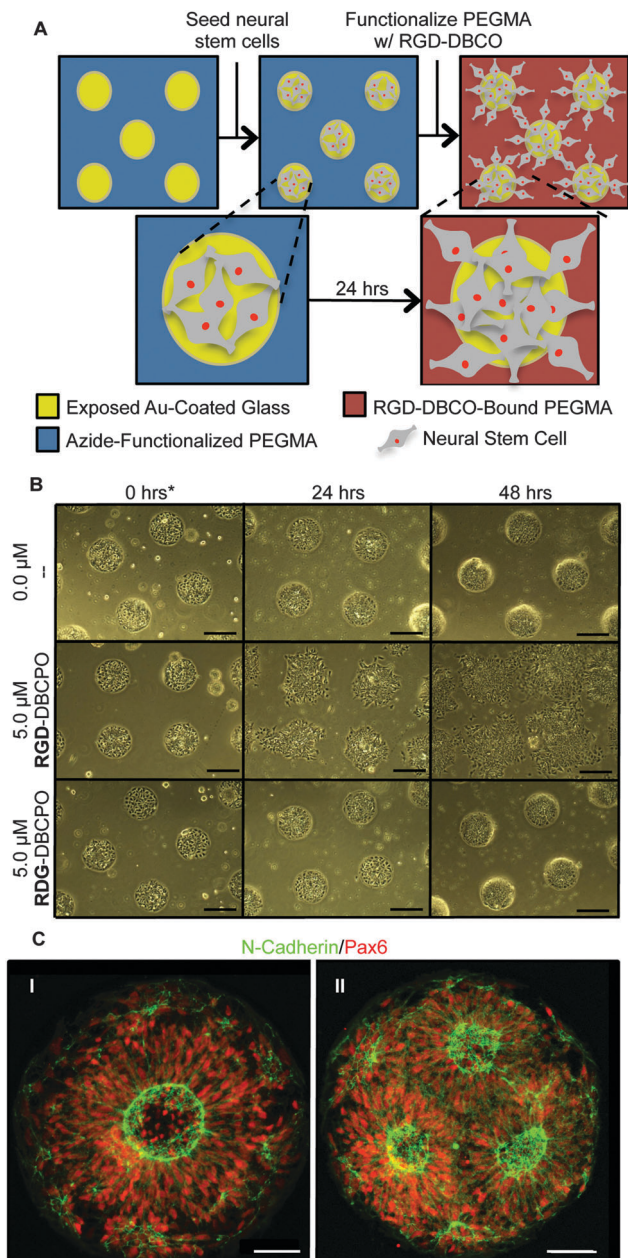 A
Seed neural
stem cells
Functionalize PEGMA
w/ RGD-DBCO
24 hrs
Exposed Au-Coated Glass
RGD-DBCO-Bound PEGMA
Azide-Functionalized PEGMA
Neural Stem Cell
B
0 hrs*
24 hrs
48 hrs
0.0 µM
--
5.0 µM
RGD-DBCPO
5.0 µM
RDG-DBCPO
C
N-Cadherin/Pax6
I
II